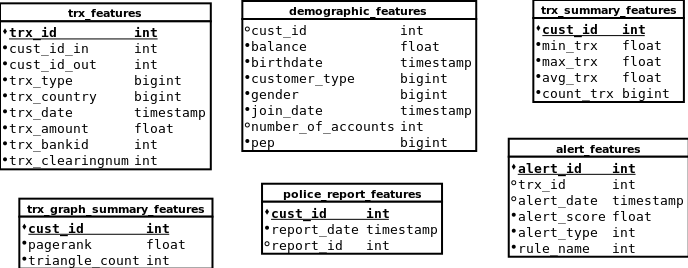 trx_features
trx_id int
cust_id_in int
cust_id_out int
trx_type bigint
trx_country bigint
trx_date timestamp
trx_amount float
trx_bankid int
trx_clearingnum int
demographic_features
cust_id int
balance float
birthdate timestamp
customer_type bigint
gender bigint
join_date timestamp
number_of_accounts int
pep bigint
trx_summary_features
cust_id int
min_trx float
max_trx float
avg_trx float
count_trx bigint
trx_graph_summary_features
cust_id int
pagerank float
triangle_count int
police_report_features
cust_id int
report_date timestamp
report_id int
alert_features
alert_id int
trx_id int
alert_date timestamp
alert_score float
alert_type int
rule_name int